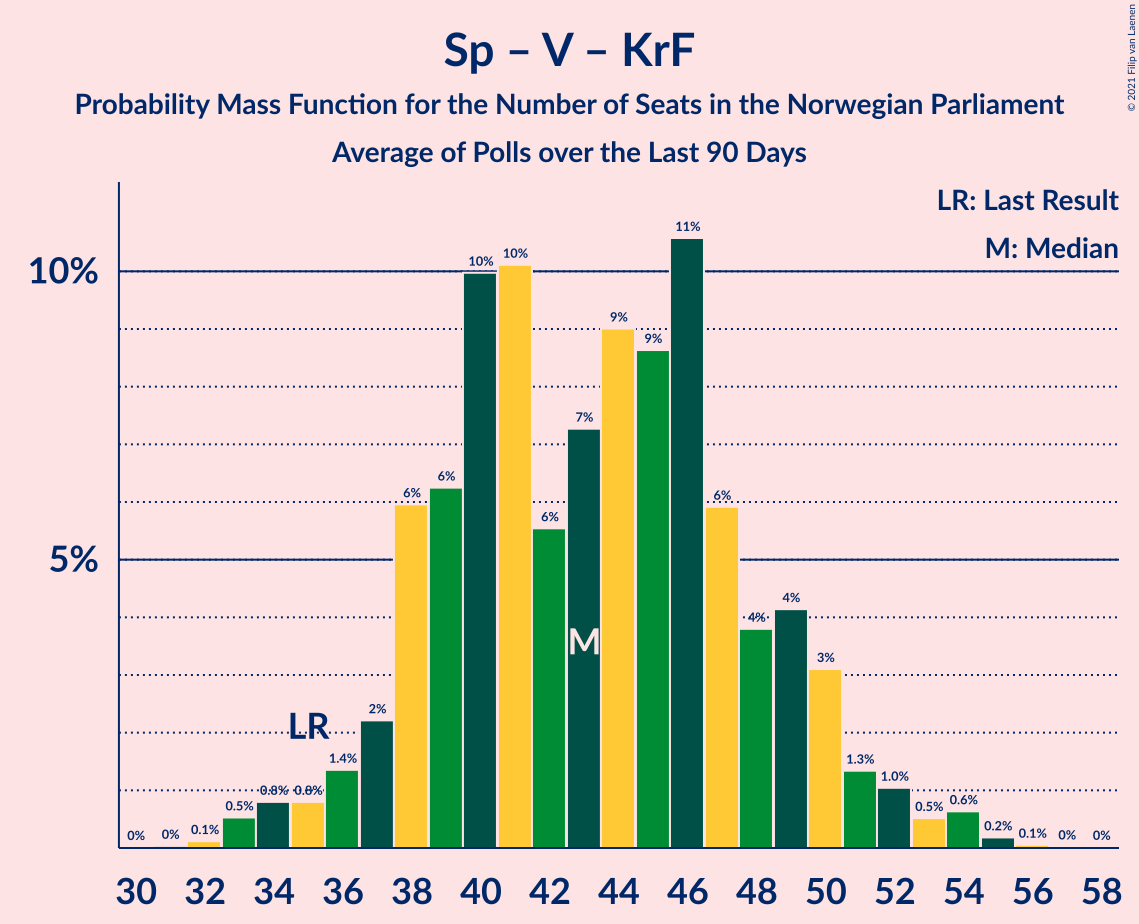 Sp – V – KrF
Probability Mass Function for the Number of Seats in the Norwegian Parliament
Average of Polls over the Last 90 Days
© 2021 Filip van Laenen
LR: Last Result
M: Median
10%
5%
0% 0% 0.1% 0.5% 0.8% 0.8% 1.4% 2% 6% 6% 10% 10% 6% 7% 9% 9% 11% 6% 4% 4% 3% 1.3% 1.0% 0.5% 0.6% 0.2% 0.1% 0% 0%
LR
M
30 32 34 36 38 40 42 44 46 48 50 52 54 56 58